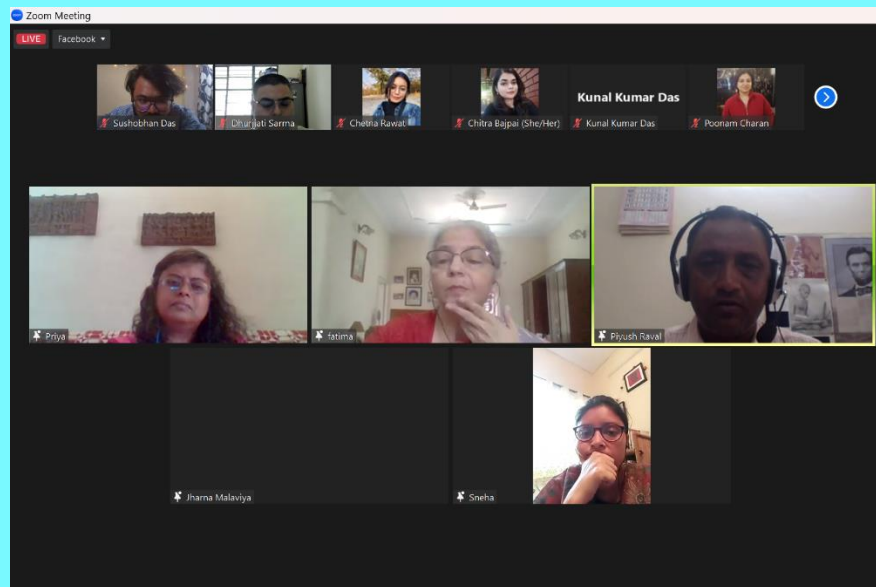 Zoom Meeting
LIVE Facebook
Kunal Kumar Das
Sushobhan Das
Dhurjati Sarma
Chetna Rawat
Chitra Bajpai (She/Her)
Kunal Kumar Das
Poonam Charan
Priya
fatima
Piyush Raval
Jharna Malaviya
Sneha